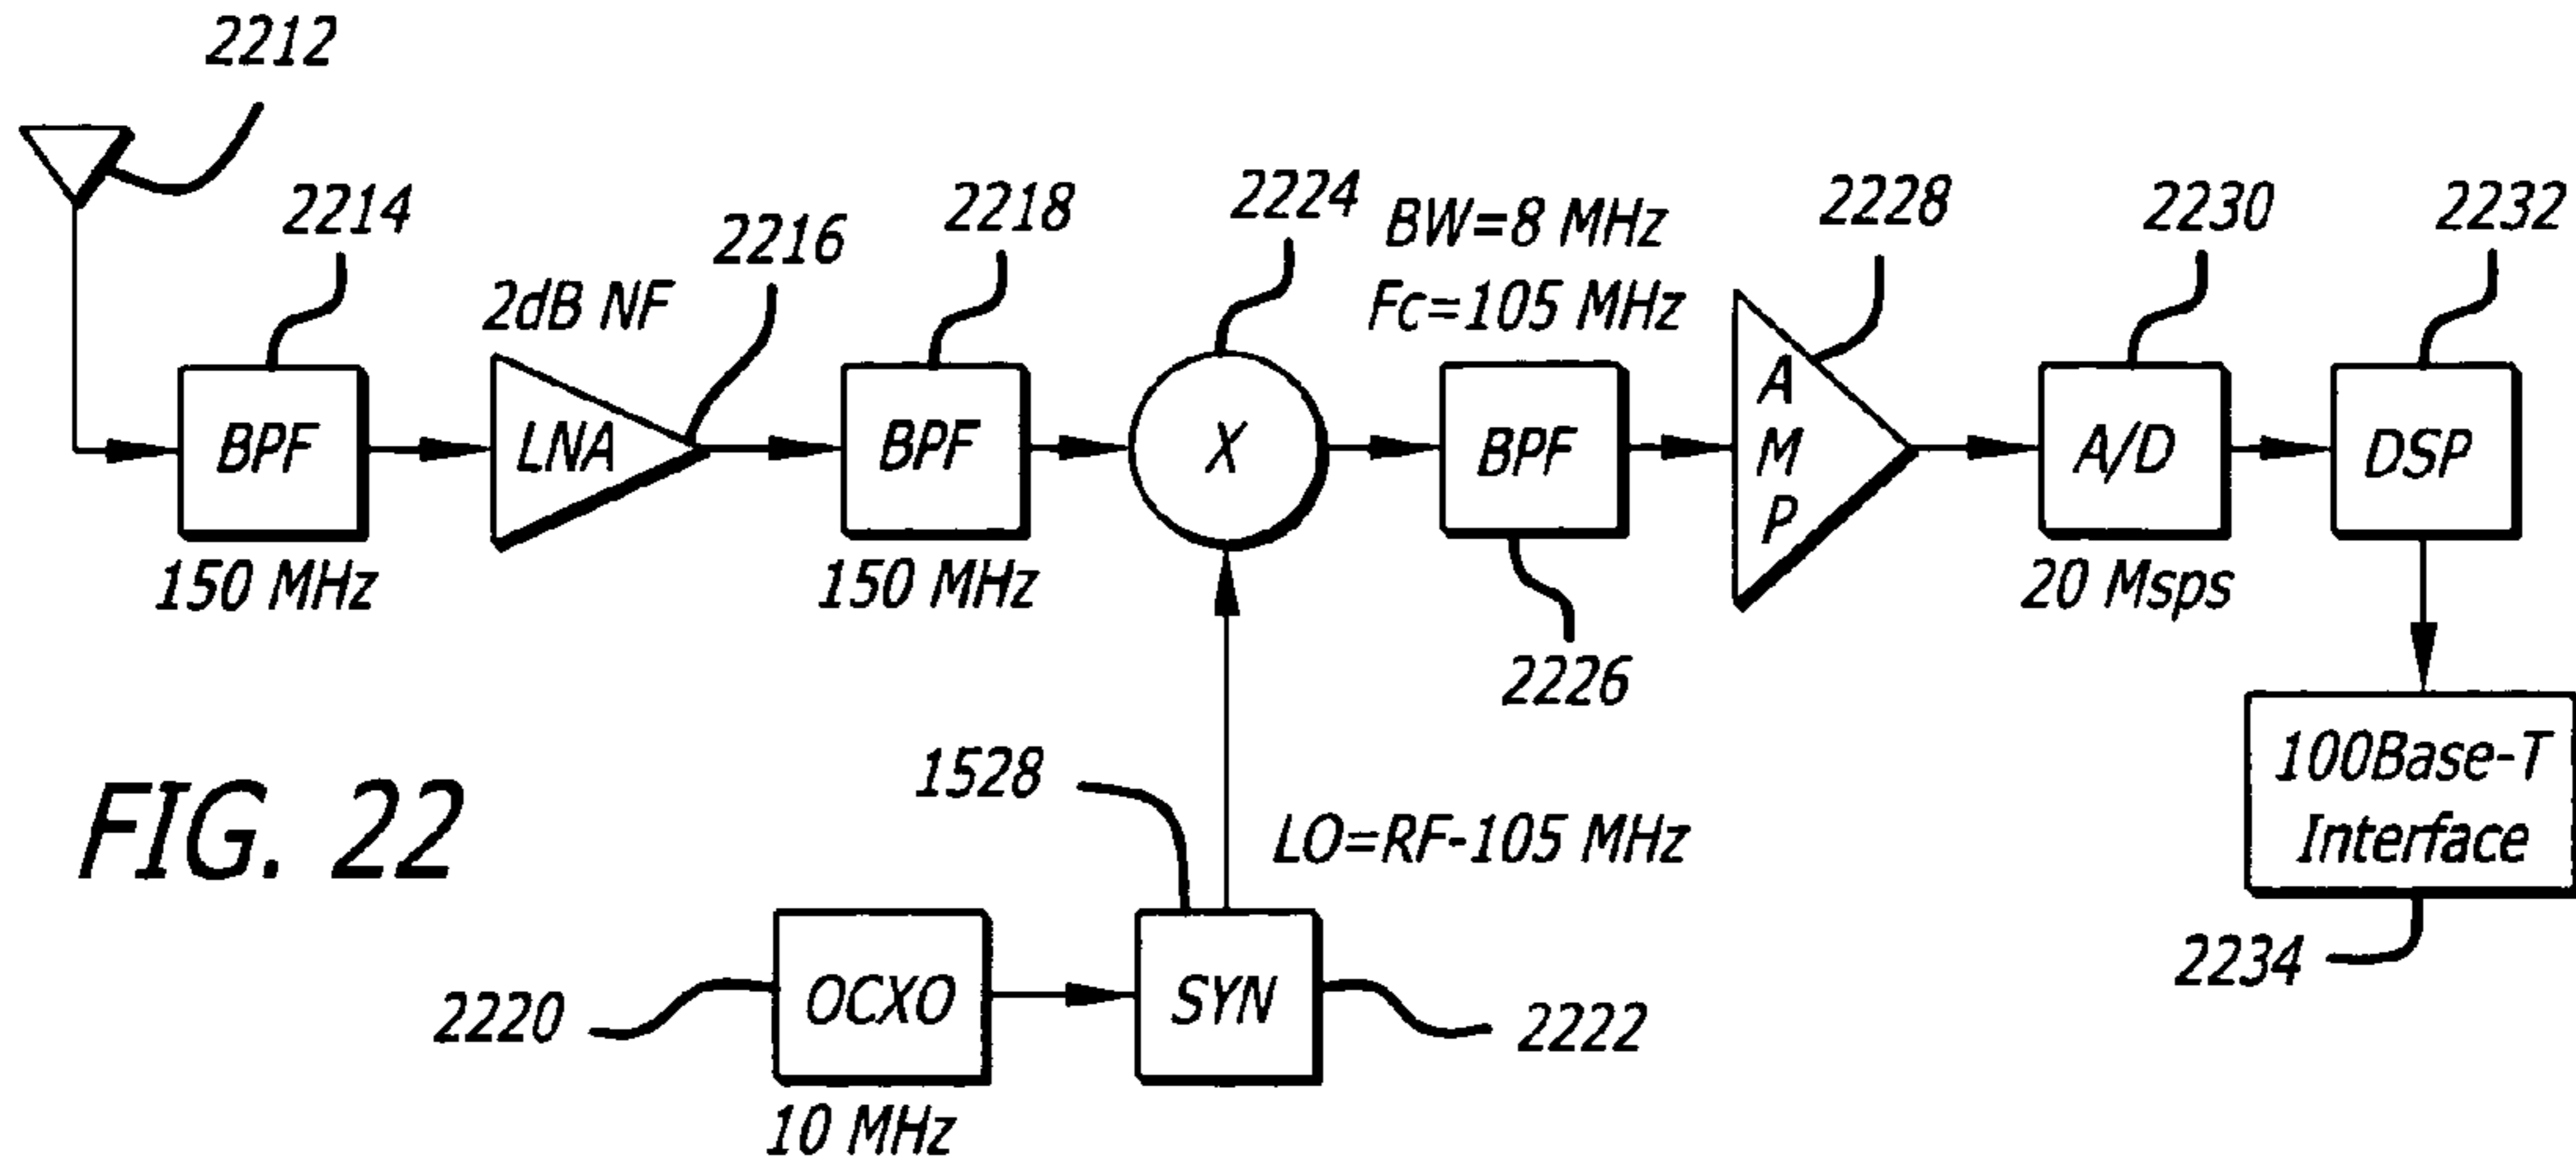 2212
2214
2216
2218
2224
BW=8 MHz
Fc=105 MHz
2228
2230
2232
2dB NF
BPF
LNA
BPF
X
BPF
A
M
P
A/D
DSP
150 MHz
150 MHz
20 Msps
2226
1528
LO=RF-105 MHz
100Base-T
Interface
FIG. 22
2220
OCXO
SYN
2222
2234
10 MHz